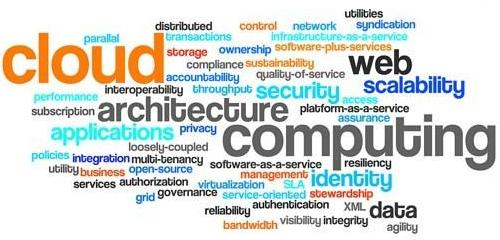 utilities
distributed control network syndication
parallel transactions infrastructure-as-a-service
cloud storage ownership software-plus-services
compliance sustainability web
accountability quality-of-service scalability
interoperability throughput security
performance access
subscription architecture platform-as-a-service
assurance
applications privacy computing
loosely-coupled
policies integration multi-tenancy software-as-a-service resiliency
utility business open-source management identity
services authorization virtualization SLA
grid governance service-oriented stewardship
reliability authentication XML data
bandwidth visibility integrity agility